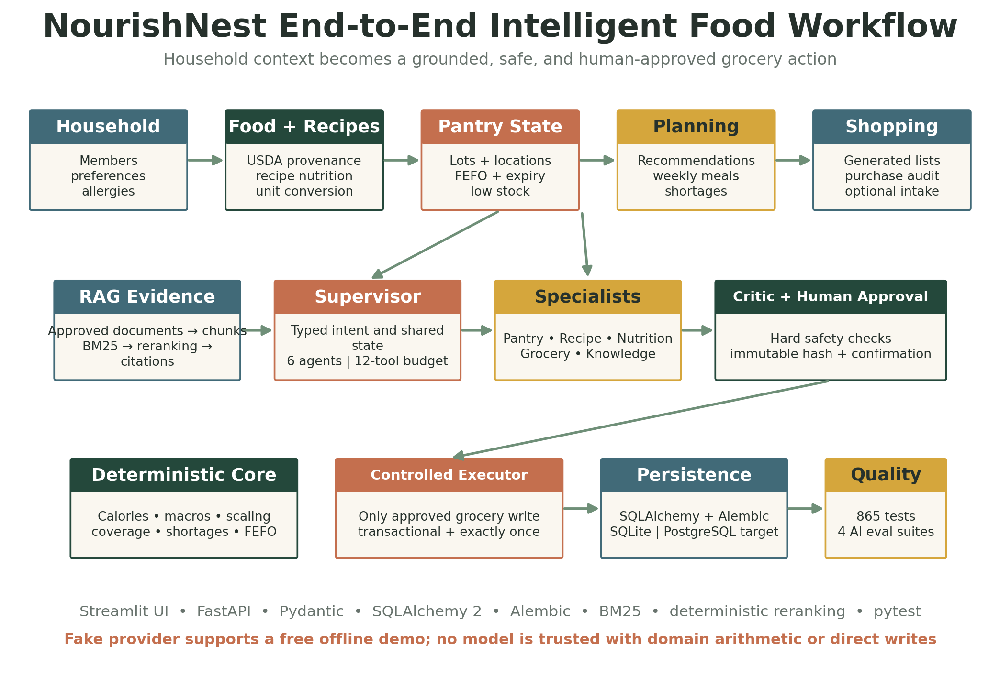 NourishNest End-to-End Intelligent Food Workflow
Household context becomes a grounded, safe, and human-approved grocery action
Household
Members
preferences
allergies
Food + Recipes
USDA provenance
recipe nutrition
unit conversion
Pantry State
Lots + locations
FEFO + expiry
low stock
Planning
Recommendations
weekly meals
shortages
Shopping
Generated lists
purchase audit
optional intake
RAG Evidence
Approved documents → chunks
BM25 → reranking →
citations
Supervisor
Typed intent and shared
state
6 agents | 12-tool budget
Specialists
Pantry • Recipe • Nutrition
Grocery • Knowledge
Critic + Human Approval
Hard safety checks
immutable hash + confirmation
Deterministic Core
Calories • macros • scaling
coverage • shortages • FEFO
Controlled Executor
Only approved grocery write
transactional + exactly once
Persistence
SQLAlchemy + Alembic
SQLite | PostgreSQL target
Quality
865 tests
4 AI eval suites
Streamlit UI • FastAPI • Pydantic • SQLAlchemy 2 • Alembic • BM25 • deterministic reranking • pytest
Fake provider supports a free offline demo; no model is trusted with domain arithmetic or direct writes